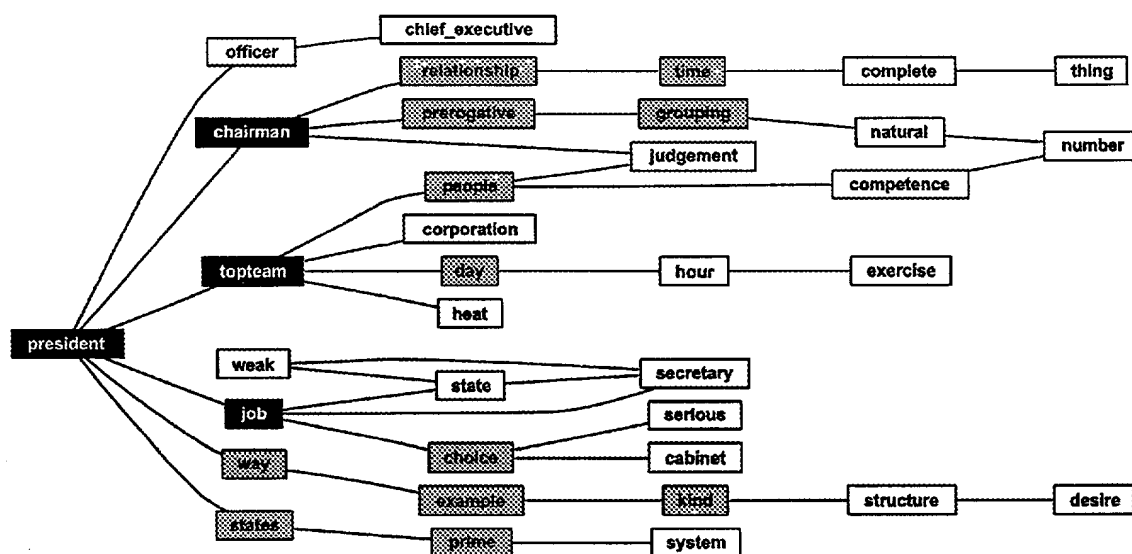 chief_executive
officer
relationship time complete thing
chairman prerogative grouping natural number
judgement
people competence
corporation
topteam day hour exercise
heat
president
weak secretary
state
job serious
way choice cabinet
example kind structure desire
states prime system